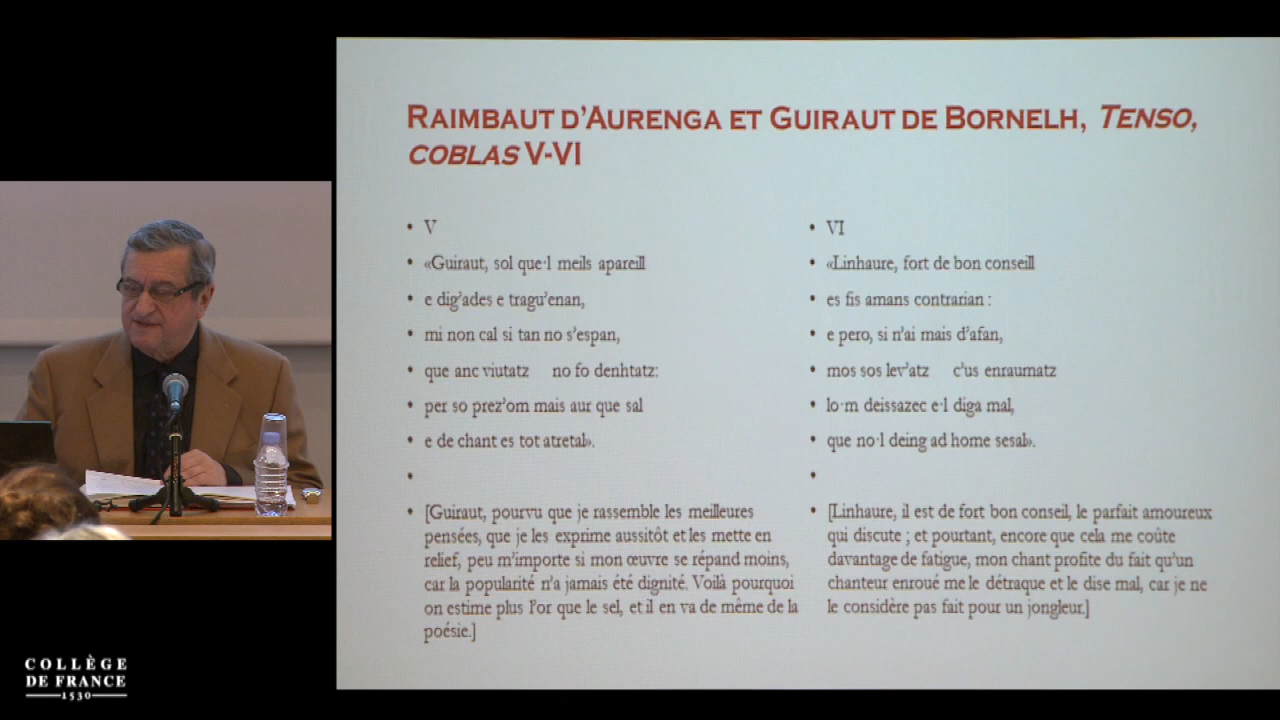 RAIMBAUT D'AURENGA ET GUIRAUT DE BORNELH, TENSO,
COBLAS V-VI
• V
• «Guiraut, sol que·l meils apareill
• e dig'ades e tragu'enan,
• mi non cal si tan no s'espan,
• que anc viutatz no fo denhtatz:
• per so prez'om mais aur que sal
• e de chant es tot atretal».
•
• [Guiraut, pourvu que je rassemble les meilleures
pensées, que je les exprime aussitôt et les mette en
relief, peu m'importe si mon œuvre se répand moins,
car la popularité n'a jamais été dignité. Voilà pourquoi
on estime plus l'or que le sel, et il en va de même de la
poésie.]
• VI
• «Linhaure, fort de bon conseill
• es fis amans contrarian :
• e pero, si n'ai mais d'afan,
• mos sos lev'atz c'us enraumatz
• lo·m deissazec e·l diga mal,
• que no·l deing ad home sesal».
•
• [Linhaure, il est de fort bon conseil, le parfait amoureux
qui discute ; et pourtant, encore que cela me coûte
davantage de fatigue, mon chant profite du fait qu'un
chanteur enroué me le détraque et le dise mal, car je ne
le considère pas fait pour un jongleur.]
COLLÈGE
DE FRANCE
1530